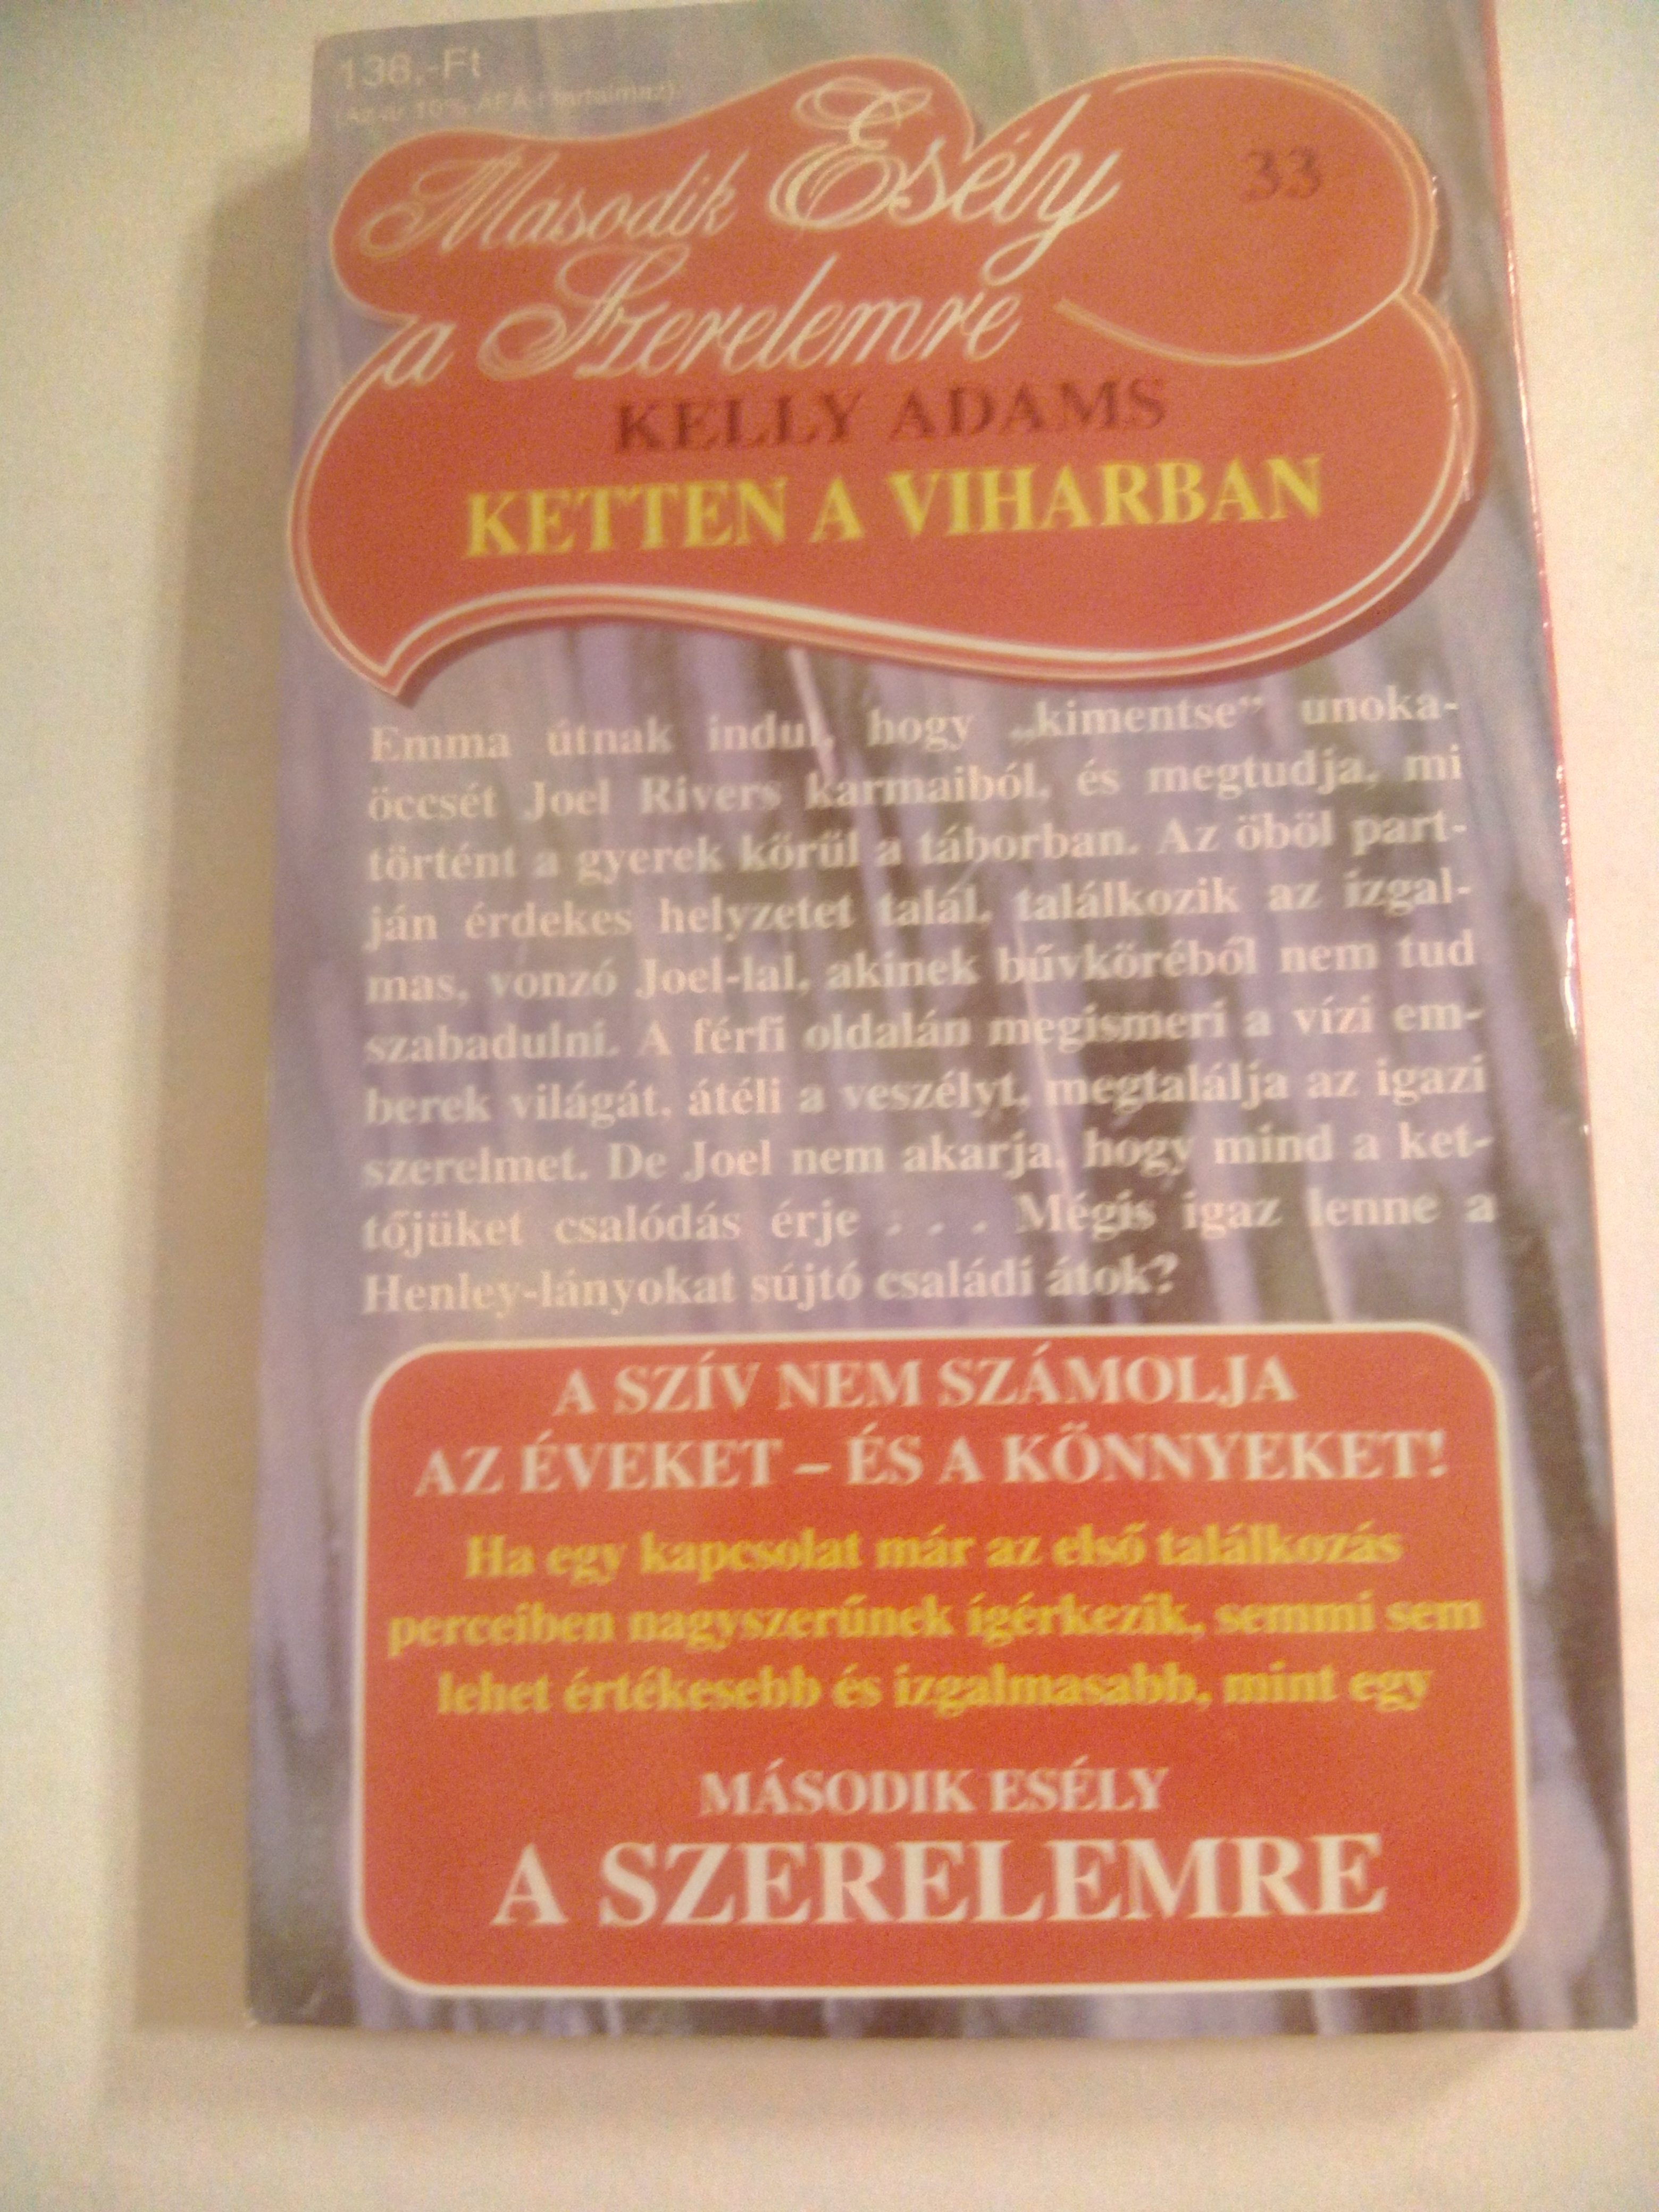 138,-Ft
(Az ár 10% ÁFA-t tartalmaz)
Második Esély
33
a Szerelemre
KELLY ADAMS
KETTEN A VIHARBAN
Emma útnak indul, hogy „kimentse” unoka-
öccsét Joel Rivers karmaiból, és megtudja, mi
történt a gyerek körül a táborban. Az öböl part-
ján érdekes helyzetet talál, találkozik az izgal-
mas, vonzó Joel-lal, akinek bűvköréből nem tud
szabadulni. A férfi oldalán megismeri a vízi em-
berek világát, átéli a veszélyt, megtalálja az igazi
szerelmet. De Joel nem akarja, hogy mind a ket-
tőjüket csalódás érje . . . Mégis igaz lenne a
Henley-lányokat sújtó családi átok?
A SZÍV NEM SZÁMOLJA
AZ ÉVEKET – ÉS A KÖNNYEKET!
Ha egy kapcsolat már az első találkozás
perceiben nagyszerűnek ígérkezik, semmi sem
lehet értékesebb és izgalmasabb, mint egy
MÁSODIK ESÉLY
A SZERELEMRE